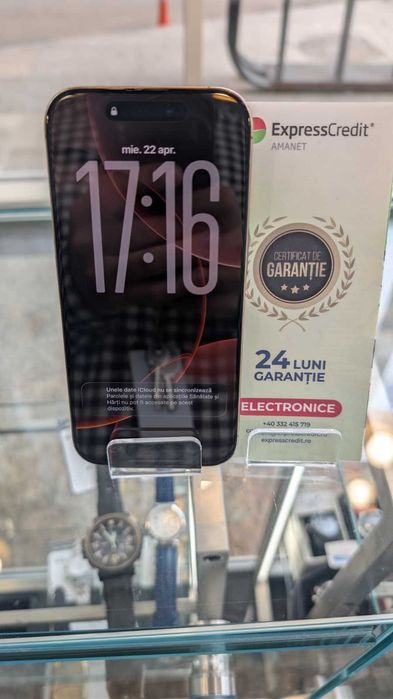 mie. 22 apr.
17:16
Unele date iCloud nu se sincronizează
Parolele și datele din aplicațiile Sănătate și
Hărți nu pot fi accesate pe acest
dispozitiv.
ExpressCredit®
AMANET
CERTIFICAT DE
GARANȚIE
24 LUNI
GARANȚIE
ELECTRONICE
+40 332 415 719
expresscredit.ro